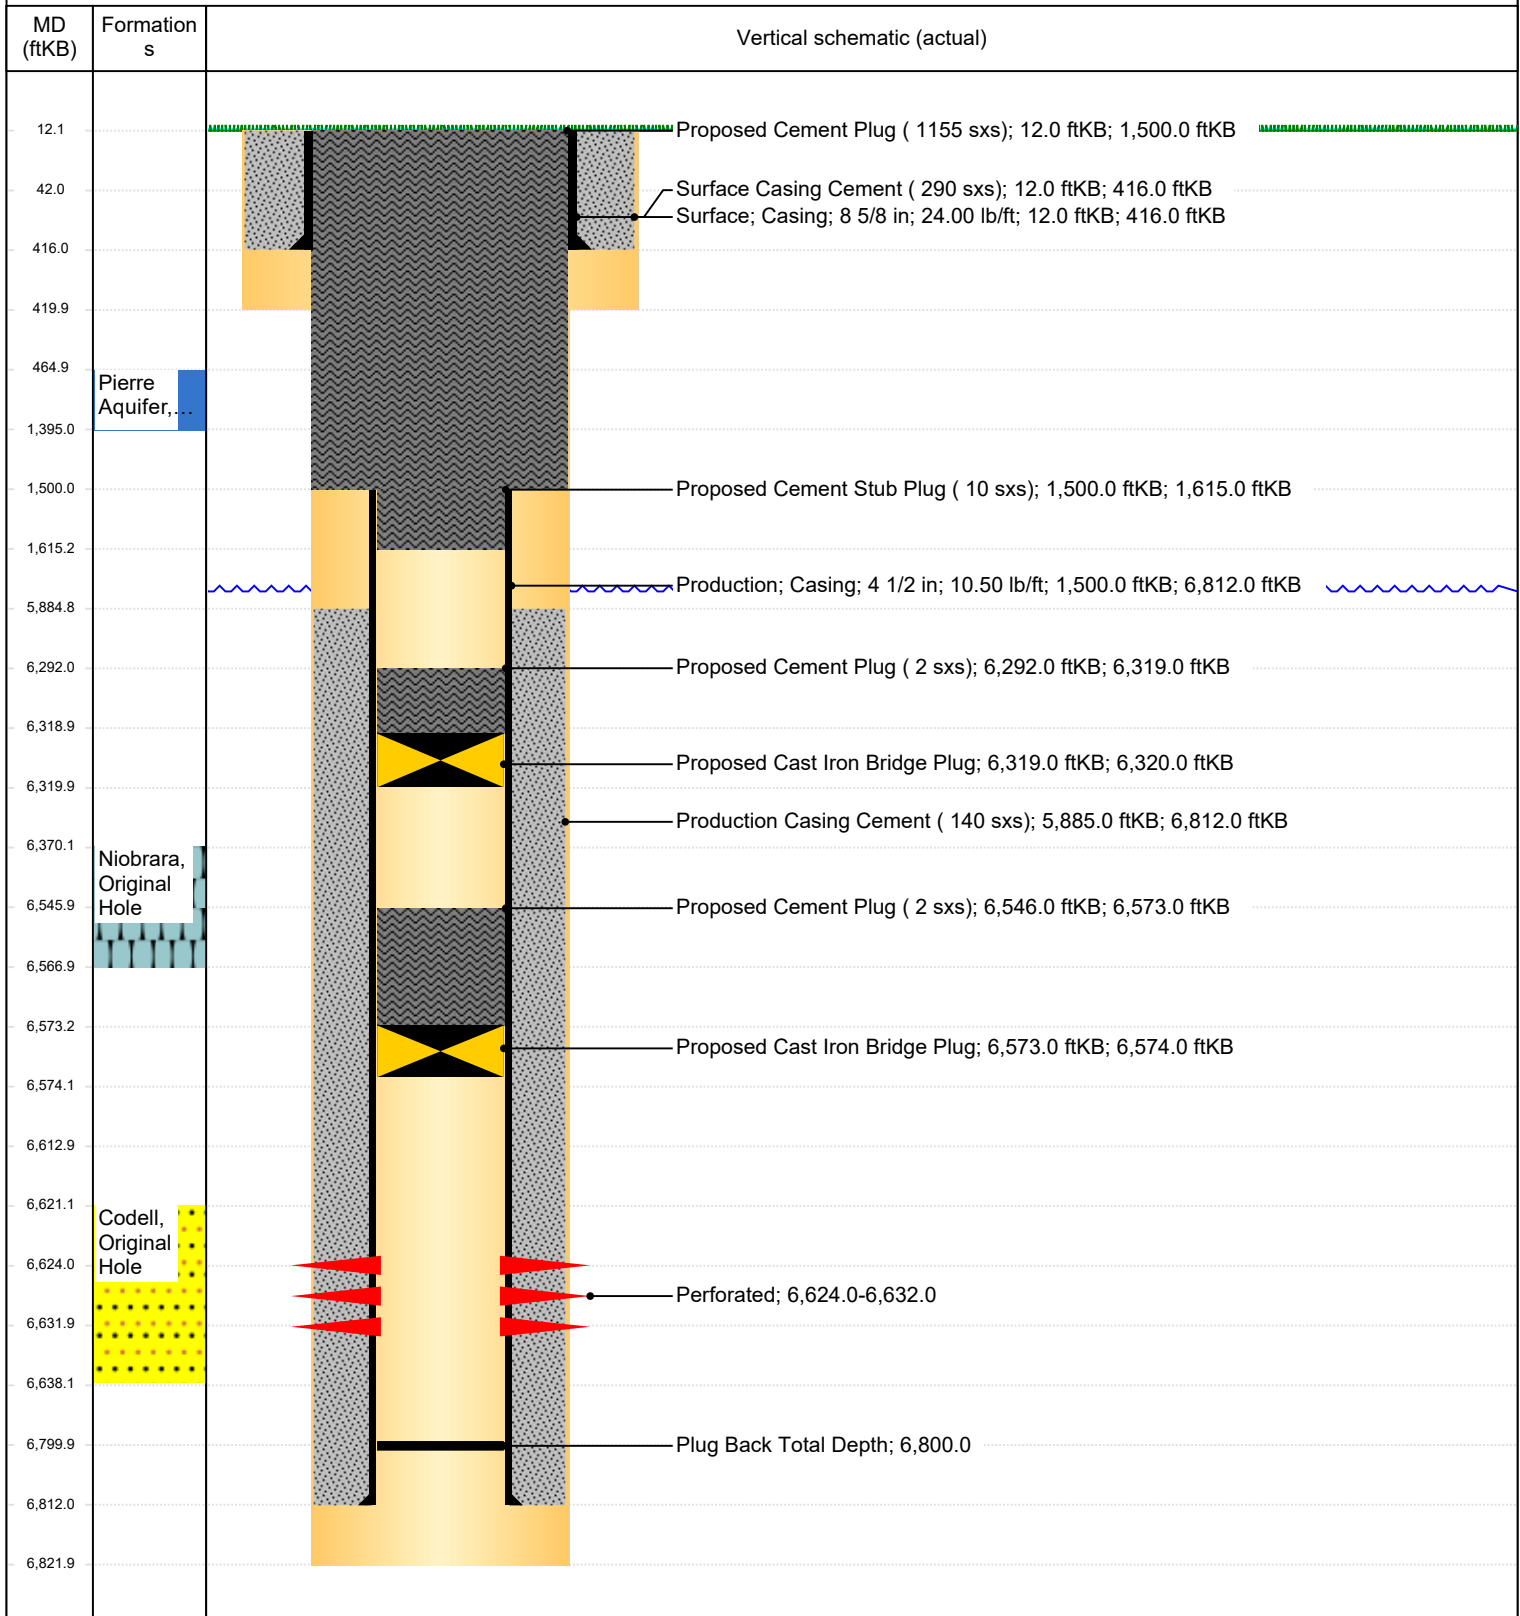 MD
(ftKB)
Formation
s
Vertical schematic (actual)
12.1
Proposed Cement Plug ( 1155 sxs); 12.0 ftKB; 1,500.0 ftKB
42.0
Surface Casing Cement ( 290 sxs); 12.0 ftKB; 416.0 ftKB
Surface; Casing; 8 5/8 in; 24.00 lb/ft; 12.0 ftKB; 416.0 ftKB
416.0
419.9
464.9
Pierre
Aquifer,...
1,395.0
1,500.0
Proposed Cement Stub Plug ( 10 sxs); 1,500.0 ftKB; 1,615.0 ftKB
1,615.2
Production; Casing; 4 1/2 in; 10.50 lb/ft; 1,500.0 ftKB; 6,812.0 ftKB
5,884.8
6,292.0
Proposed Cement Plug ( 2 sxs); 6,292.0 ftKB; 6,319.0 ftKB
6,318.9
Proposed Cast Iron Bridge Plug; 6,319.0 ftKB; 6,320.0 ftKB
6,319.9
Production Casing Cement ( 140 sxs); 5,885.0 ftKB; 6,812.0 ftKB
6,370.1
Niobrara,
Original
Hole
6,545.9
Proposed Cement Plug ( 2 sxs); 6,546.0 ftKB; 6,573.0 ftKB
6,566.9
6,573.2
Proposed Cast Iron Bridge Plug; 6,573.0 ftKB; 6,574.0 ftKB
6,574.1
6,612.9
6,621.1
Codell,
Original
Hole
6,624.0
Perforated; 6,624.0-6,632.0
6,631.9
6,638.1
6,799.9
Plug Back Total Depth; 6,800.0
6,812.0
6,821.9